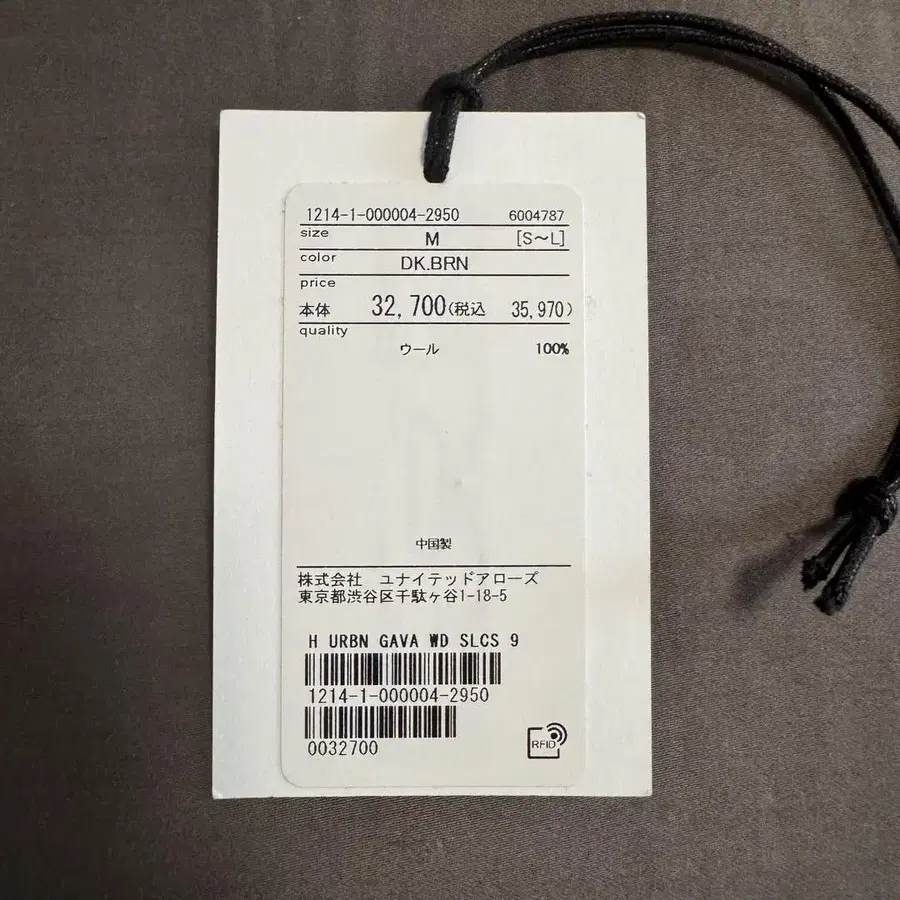 1214-1-000004-2950 6004787
size M [S〜L]
color DK.BRN
price
本体 32,700(税込 35,970)
quality
ウール 100%
中国製
株式会社 ユナイテッドアローズ
東京都渋谷区千駄ヶ谷1-18-5
H URBN GAVA WD SLCS 9
1214-1-000004-2950
0032700
RFID